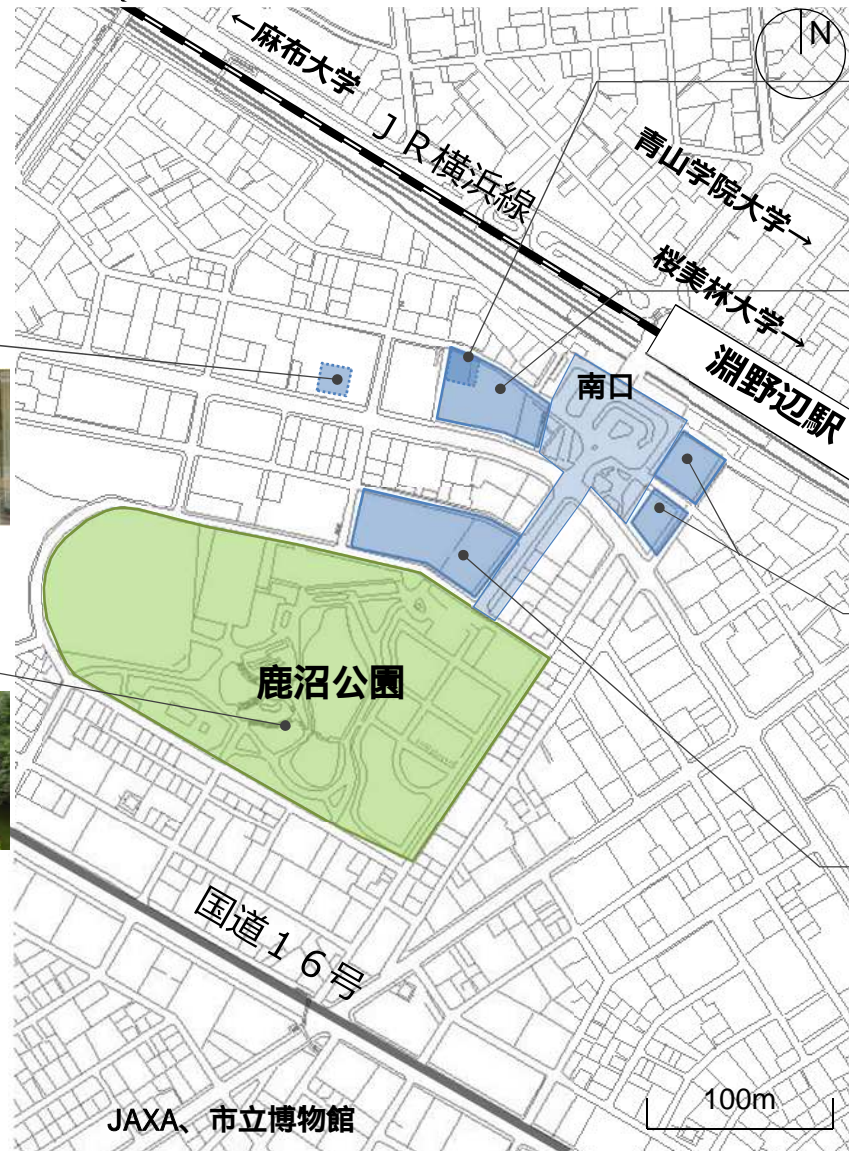 N
←麻布大学
ＪＲ横浜線
青山学院大学→
桜美林大学→
淵野辺駅
南口
鹿沼公園
国道１６号
JAXA、市立博物館
100m